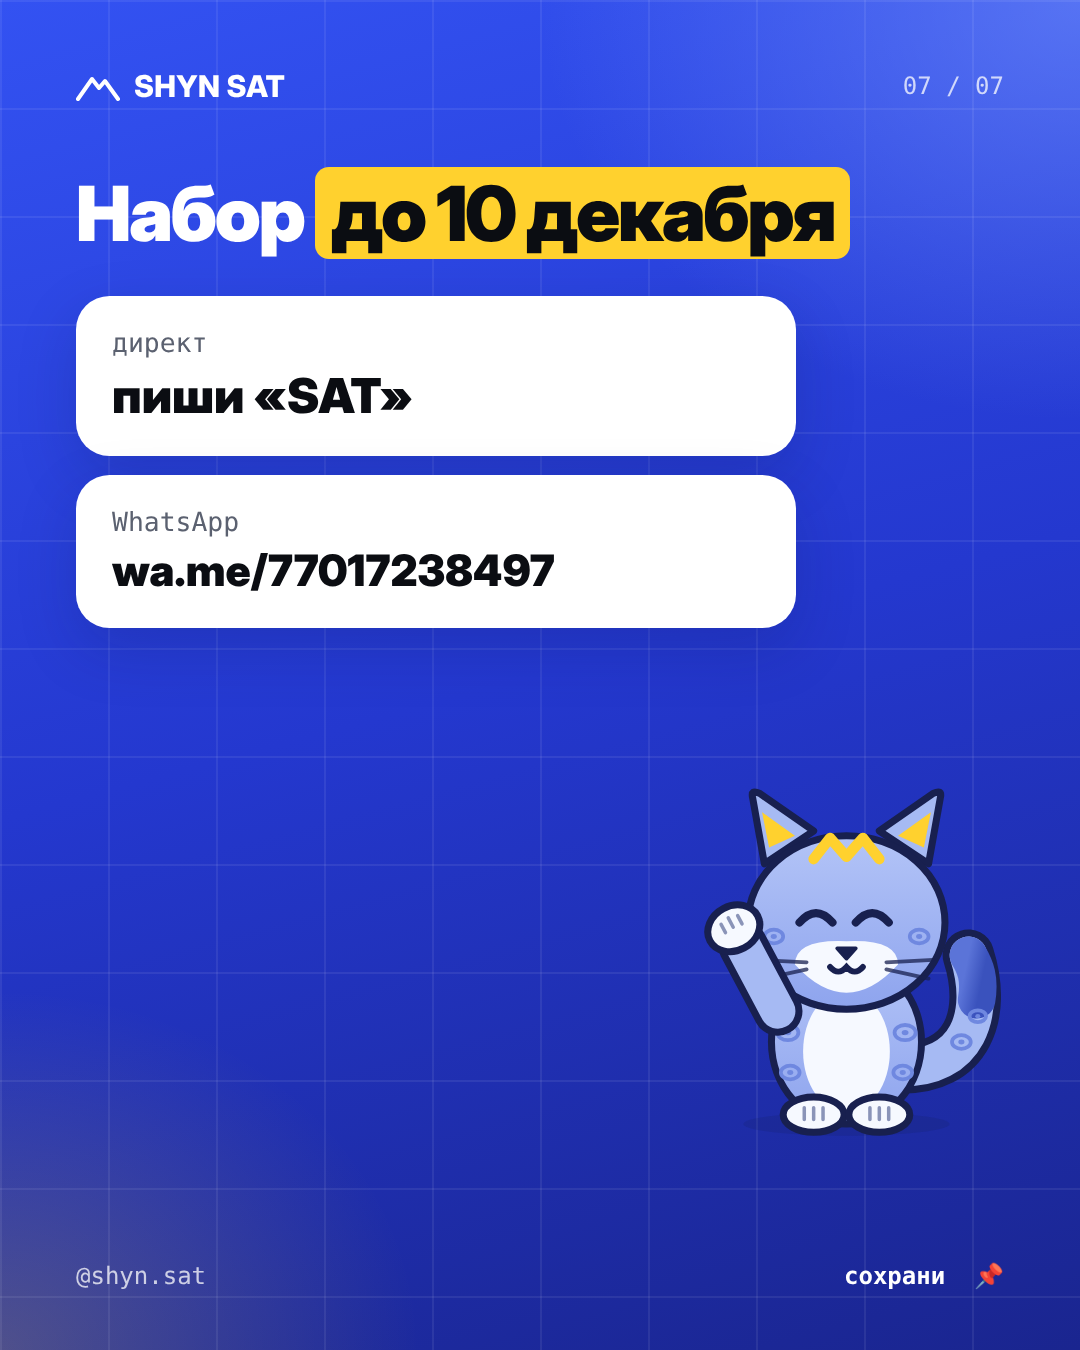 SHYN SAT
07 / 07
Набор до 10 декабря
директ
пиши «SAT»
WhatsApp
wa.me/77017238497
@shyn.sat
сохрани 📌